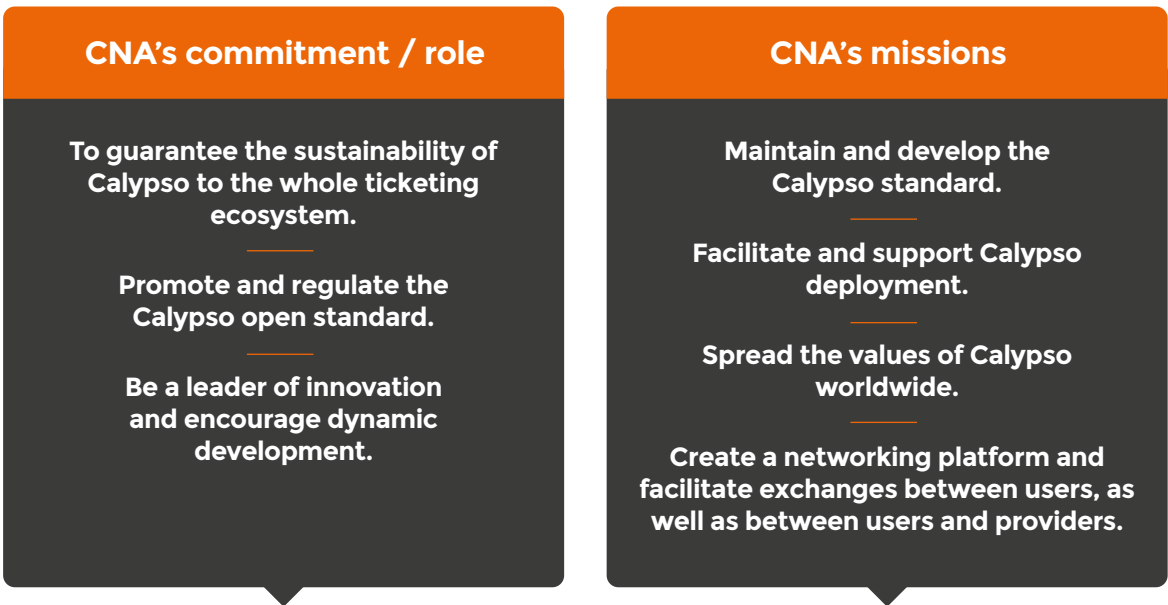 CNA’s commitment / role
To guarantee the sustainability of
Calypso to the whole ticketing
ecosystem.
Promote and regulate the
Calypso open standard.
Be a leader of innovation
and encourage dynamic
development.
CNA’s missions
Maintain and develop the
Calypso standard.
Facilitate and support Calypso
deployment.
Spread the values of Calypso
worldwide.
Create a networking platform and
facilitate exchanges between users, as
well as between users and providers.